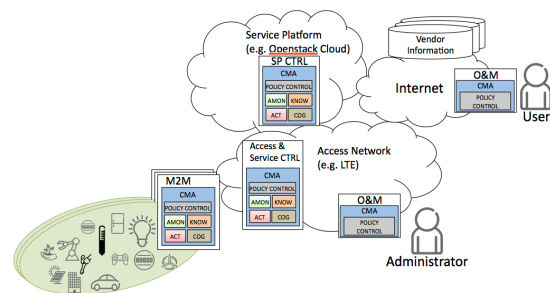 Service Platform
(e.g. Openstack Cloud)
SP CTRL
CMA
POLICY CONTROL
AMON
KNOW
ACT
COG
Vendor
Information
Internet
O&M
CMA
POLICY
CONTROL
User
Access &
Service CTRL
CMA
POLICY CONTROL
AMON
KNOW
ACT
COG
Access Network
(e.g. LTE)
M2M
CMA
POLICY CONTROL
AMON
KNOW
ACT
COG
O&M
CMA
POLICY
CONTROL
Administrator